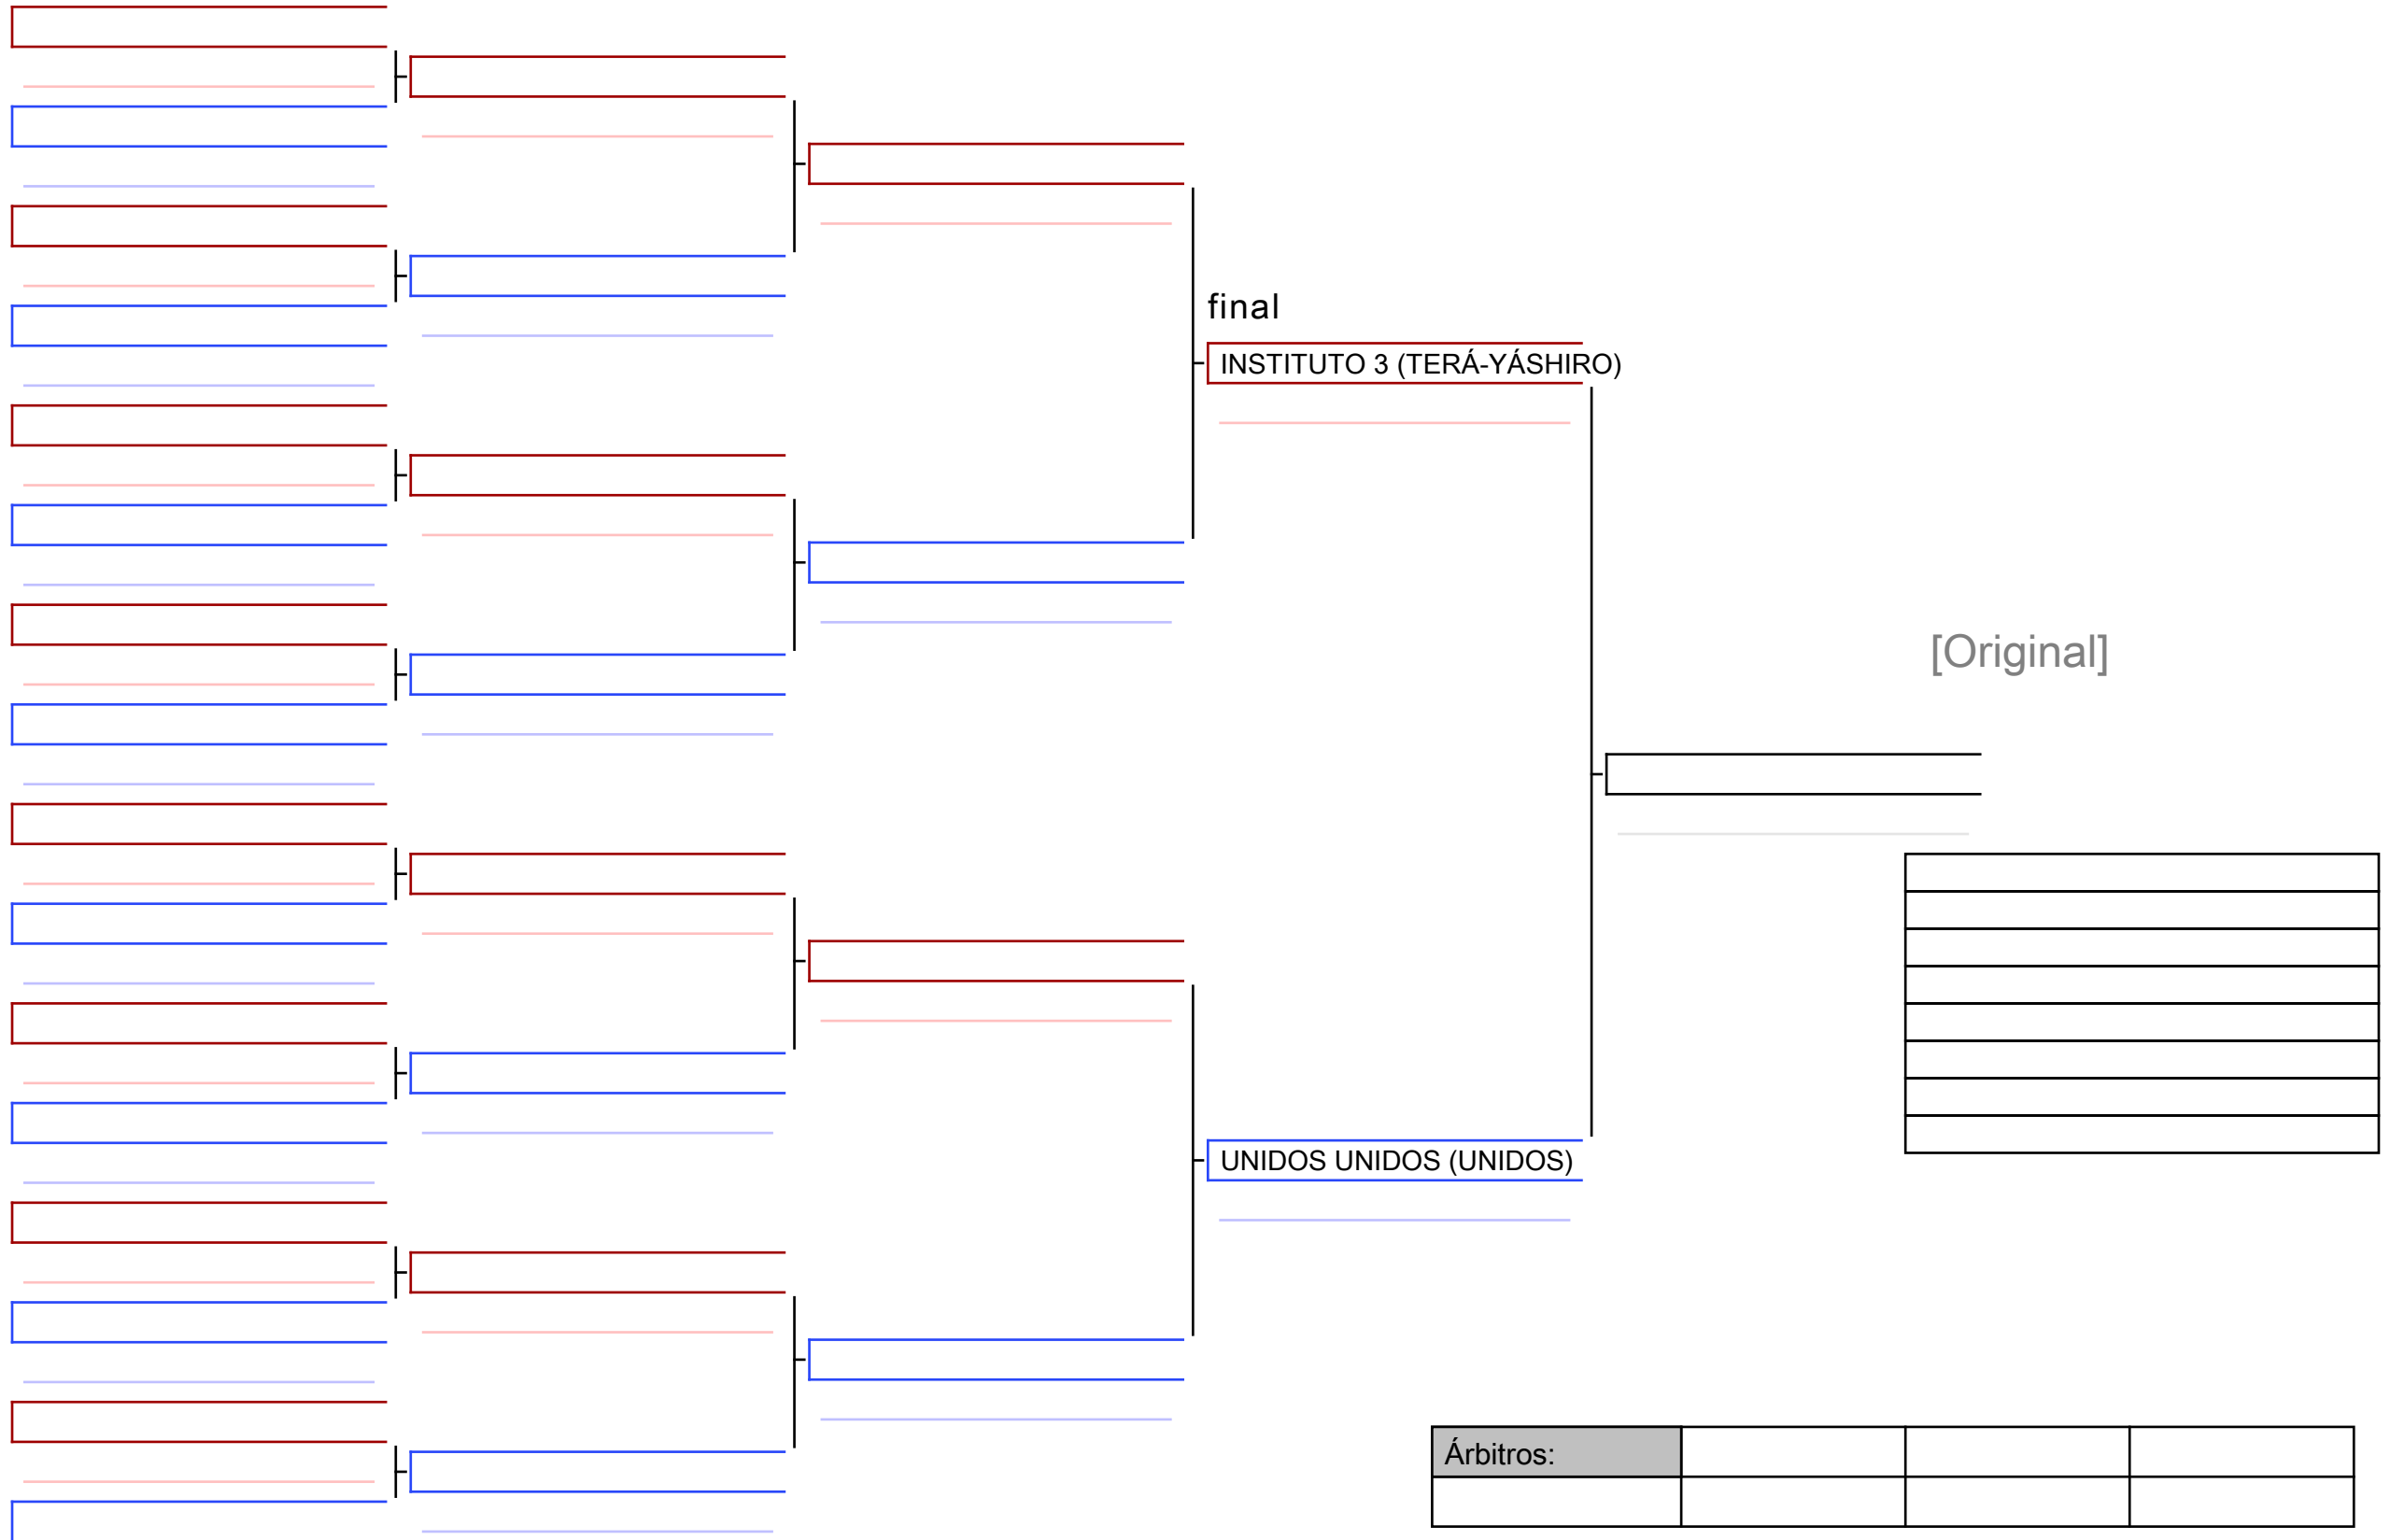 final
INSTITUTO 3 (TERÁ-YÁSHIRO)
[Original]
UNIDOS UNIDOS (UNIDOS)
Árbitros: